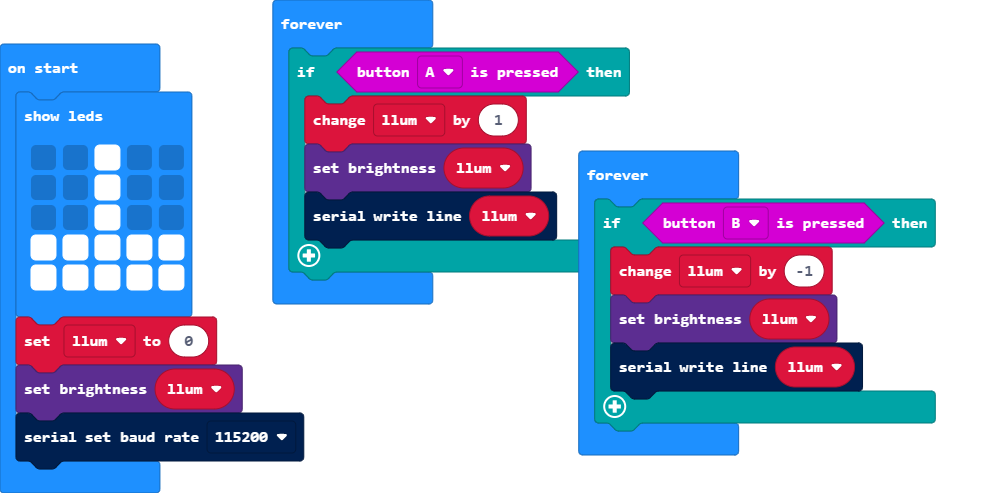 on start
show leds
set llum to 0
set brightness llum
serial set baud rate 115200
forever
if button A is pressed then
change llum by 1
set brightness llum
serial write line llum
forever
if button B is pressed then
change llum by -1
set brightness llum
serial write line llum